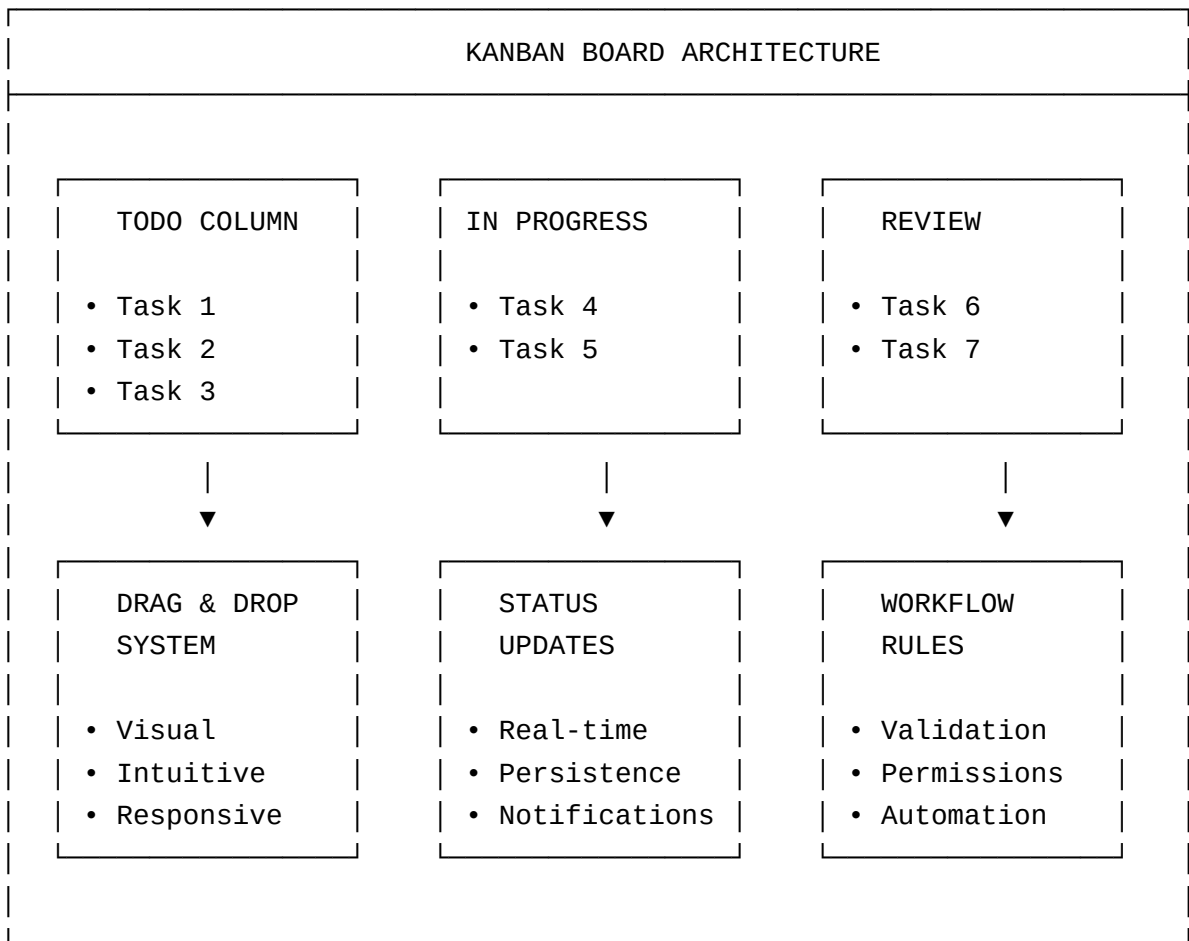 KANBAN BOARD ARCHITECTURE
TODO COLUMN
• Task 1
• Task 2
• Task 3
IN PROGRESS
• Task 4
• Task 5
REVIEW
• Task 6
• Task 7
DRAG & DROP
SYSTEM
• Visual
• Intuitive
• Responsive
STATUS
UPDATES
• Real-time
• Persistence
• Notifications
WORKFLOW
RULES
• Validation
• Permissions
• Automation